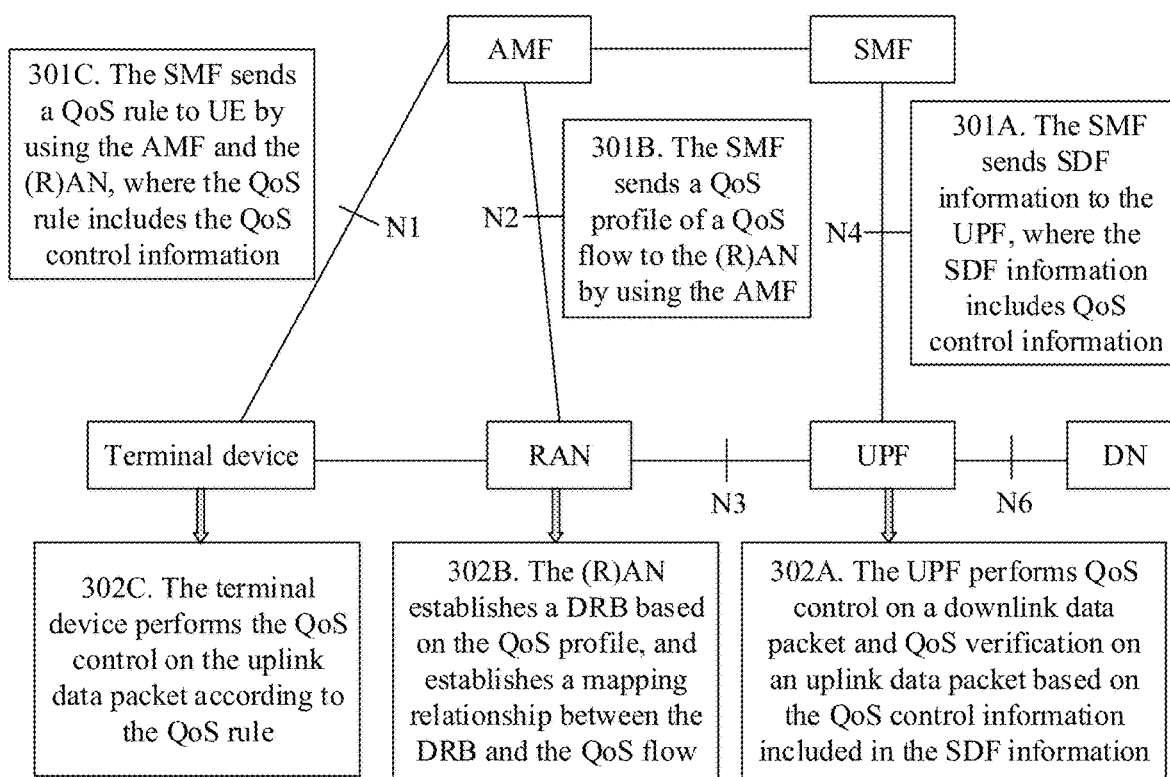 AMF
SMF
301C. The SMF sends
a QoS rule to UE by
using the AMF and the
(R)AN, where the QoS
rule includes the QoS
control information
N1
N2
301B. The SMF
sends a QoS
profile of a QoS
flow to the (R)AN
by using the AMF
N4
301A. The SMF
sends SDF
information to the
UPF, where the
SDF information
includes QoS
control information
Terminal device
RAN
N3
UPF
N6
DN
302C. The terminal
device performs the QoS
control on the uplink
data packet according to
the QoS rule
302B. The (R)AN
establishes a DRB based
on the QoS profile, and
establishes a mapping
relationship between the
DRB and the QoS flow
302A. The UPF performs QoS
control on a downlink data
packet and QoS verification on
an uplink data packet based on
the QoS control information
included in the SDF information